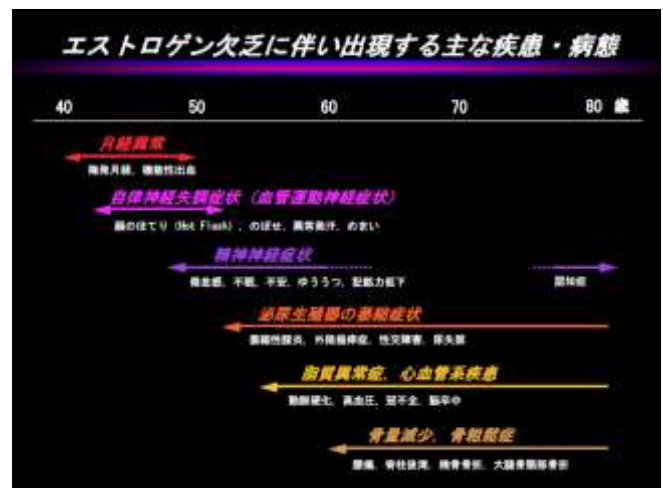 エストロゲン欠乏に伴い出現する主な疾患・病態
40 50 60 70 80 歳
月経異常
機能性出血
自律神経失調症状（血管運動神経症状）
顔のほてり（Hot Flash）、のぼせ、異常発汗、めまい
精神神経症状
倦怠感、不眠、不安、ゆううつ、記銘力低下 認知症
泌尿生殖器の萎縮症状
萎縮性膣炎、外陰掻痒症、性交障害、尿失禁
脂質異常症，心血管系疾患
動脈硬化、高血圧、冠不全、脳卒中
骨量減少，骨粗鬆症
腰痛、脊柱後弯、椎骨骨折、大腿骨頸部骨折